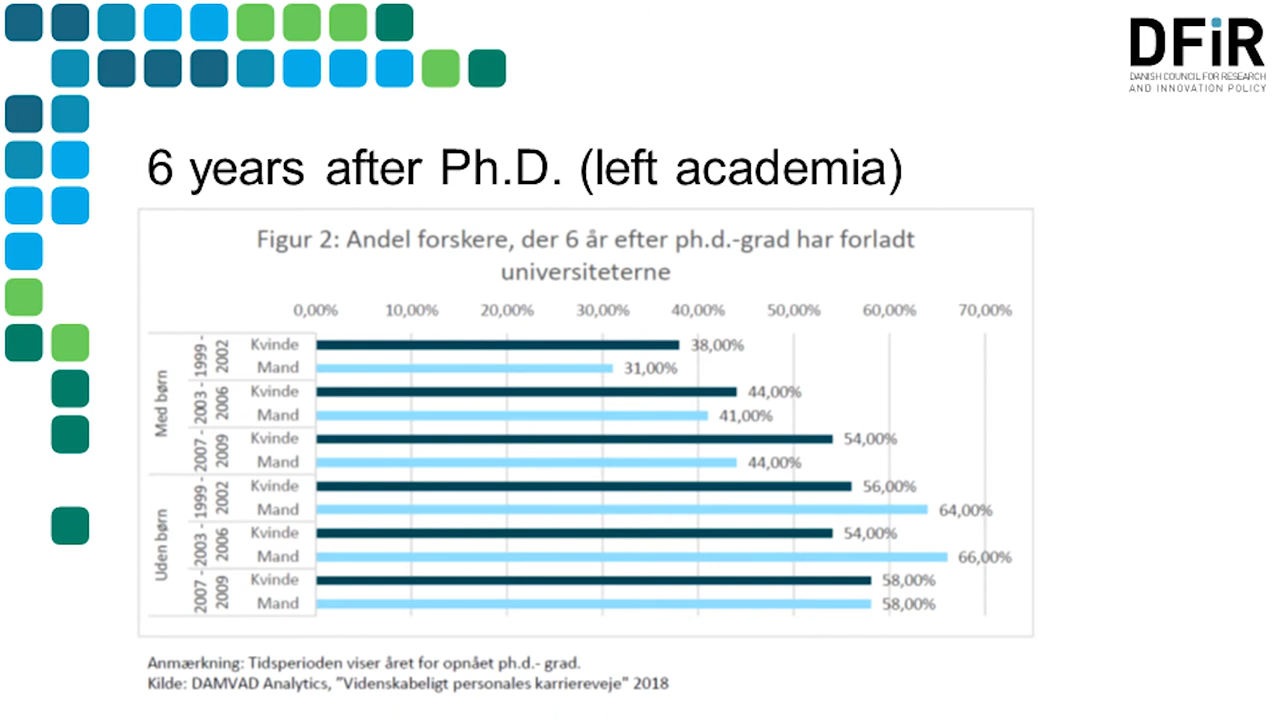 DFiR
DANISH COUNCIL FOR RESEARCH
AND INNOVATION POLICY
6 years after Ph.D. (left academia)
Figur 2: Andel forskere, der 6 år efter ph.d.-grad har forladt
universiteterne
0,00% 10,00% 20,00% 30,00% 40,00% 50,00% 60,00% 70,00%
Med børn
1999 -
2002
Kvinde 38,00%
Mand 31,00%
2003 -
2006
Kvinde 44,00%
Mand 41,00%
2007 -
2009
Kvinde 54,00%
Mand 44,00%
Uden børn
1999 -
2002
Kvinde 56,00%
Mand 64,00%
2003 -
2006
Kvinde 54,00%
Mand 66,00%
2007 -
2009
Kvinde 58,00%
Mand 58,00%
Anmærkning: Tidsperioden viser året for opnået ph.d.- grad.
Kilde: DAMVAD Analytics, "Videnskabeligt personales karriereveje" 2018